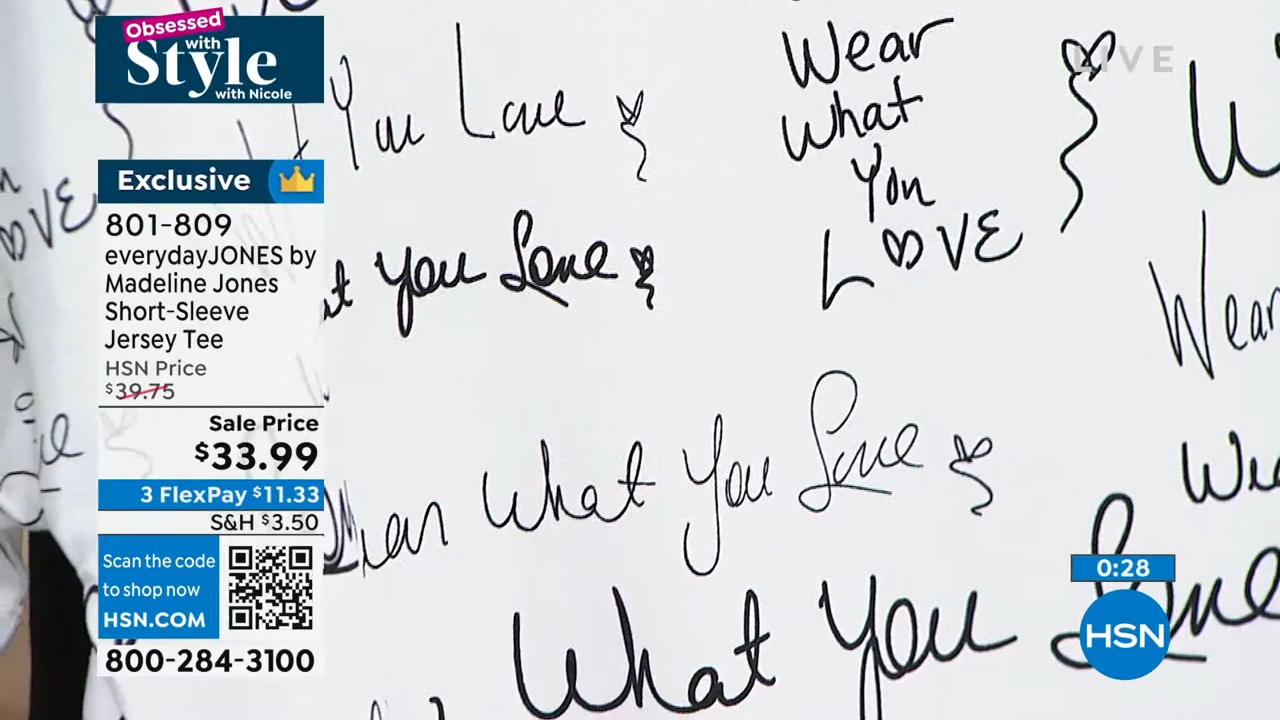 Obsessed
with
Style
with Nicole
LIVE
Exclusive
801-809
everydayJONES by
Madeline Jones
Short-Sleeve
Jersey Tee
HSN Price
$39.75
Sale Price
$33.99
3 FlexPay $11.33
S&H $3.50
Scan the code
to shop now
HSN.COM
800-284-3100
You Love
Wear
What
You
LOVE
You Love
Wear
What You Love
What You Love
0:28
HSN